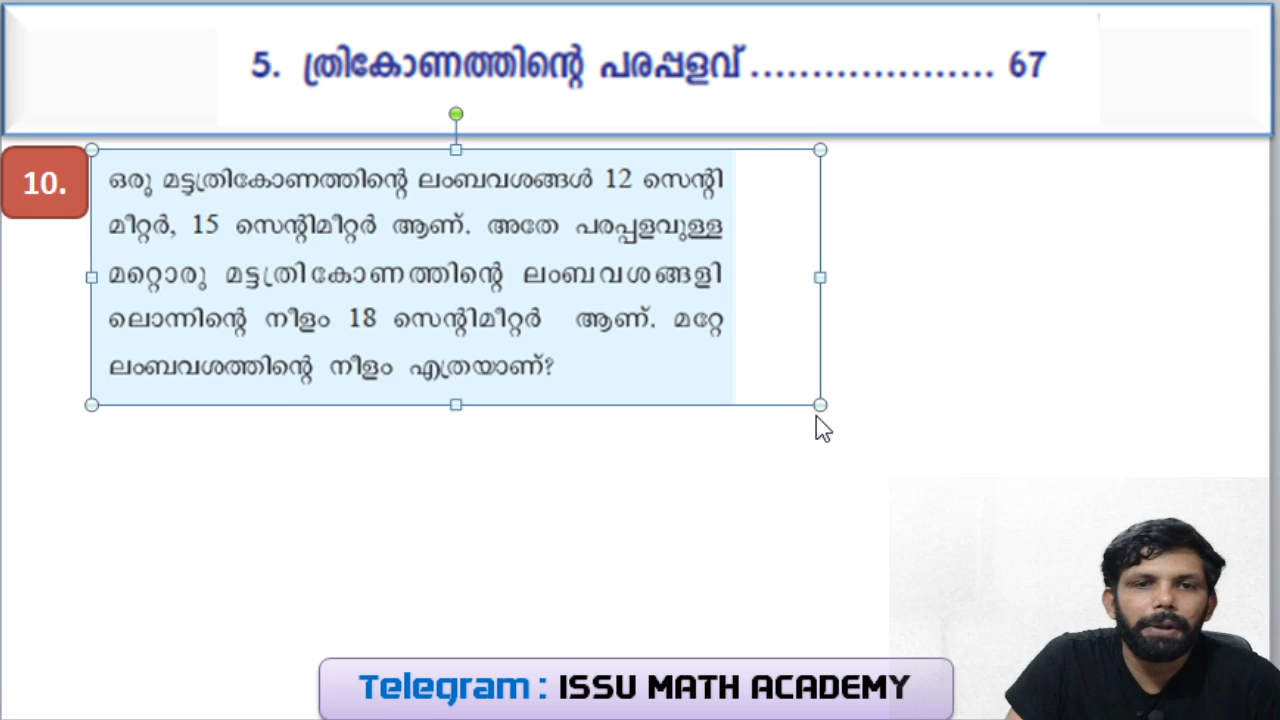 5. ത്രികോണത്തിന്റെ പരപ്പളവ് .................... 67
10.
ഒരു മട്ടത്രികോണത്തിന്റെ ലംബവശങ്ങൾ 12 സെന്റി
മീറ്റർ, 15 സെന്റിമീറ്റർ ആണ്. അതേ പരപ്പളവുള്ള
മറ്റൊരു മട്ടത്രികോണത്തിന്റെ ലംബവശങ്ങളി
ലൊന്നിന്റെ നീളം 18 സെന്റിമീറ്റർ ആണ്. മറ്റേ
ലംബവശത്തിന്റെ നീളം എത്രയാണ്?
Telegram : ISSU MATH ACADEMY